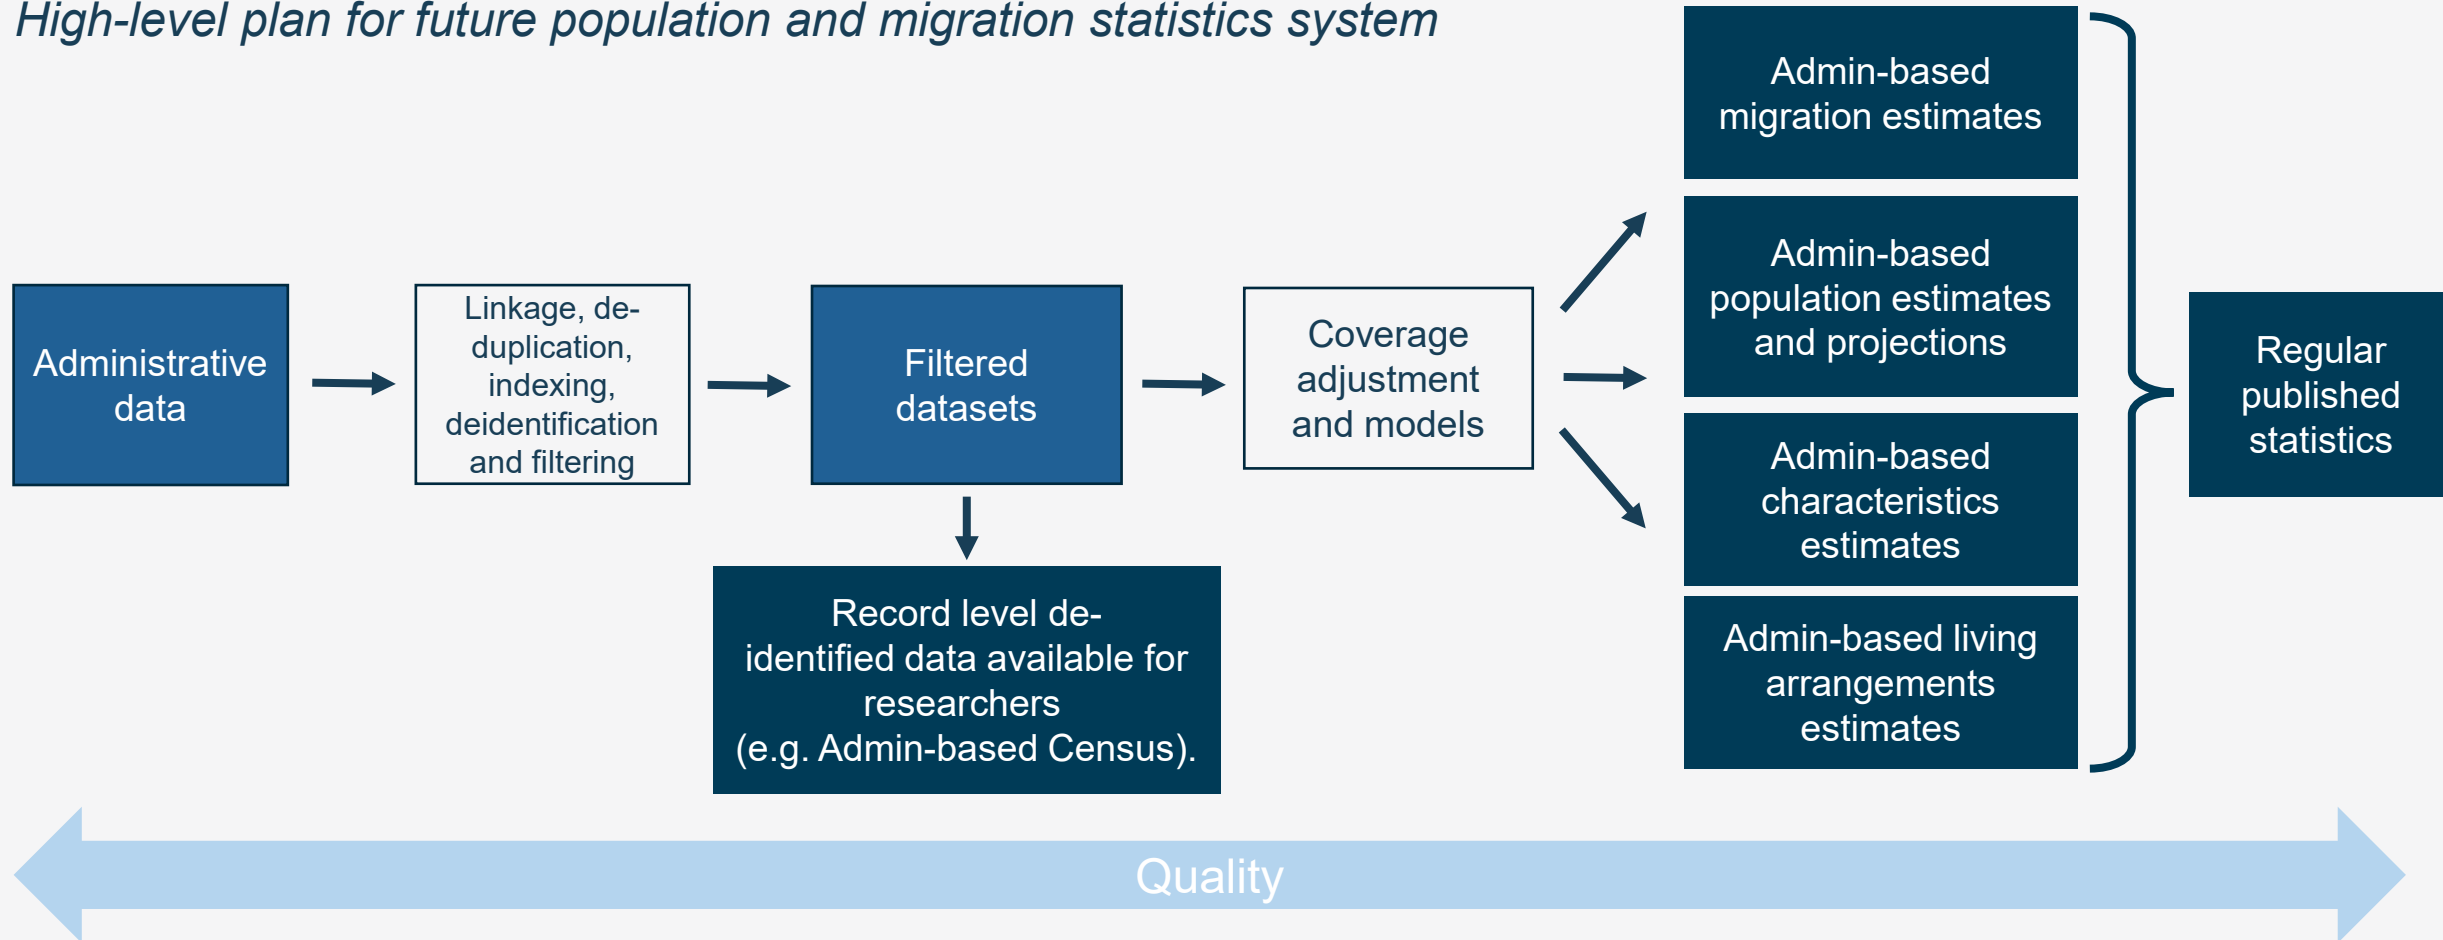 High-level plan for future population and migration statistics system
Administrative
data
Linkage, de-
duplication,
indexing,
deidentification
and filtering
Filtered
datasets
Record level de-
identified data available for
researchers
(e.g. Admin-based Census).
Coverage
adjustment
and models
Admin-based
migration estimates
Admin-based
population estimates
and projections
Admin-based
characteristics
estimates
Admin-based living
arrangements
estimates
Regular
published
statistics
Quality